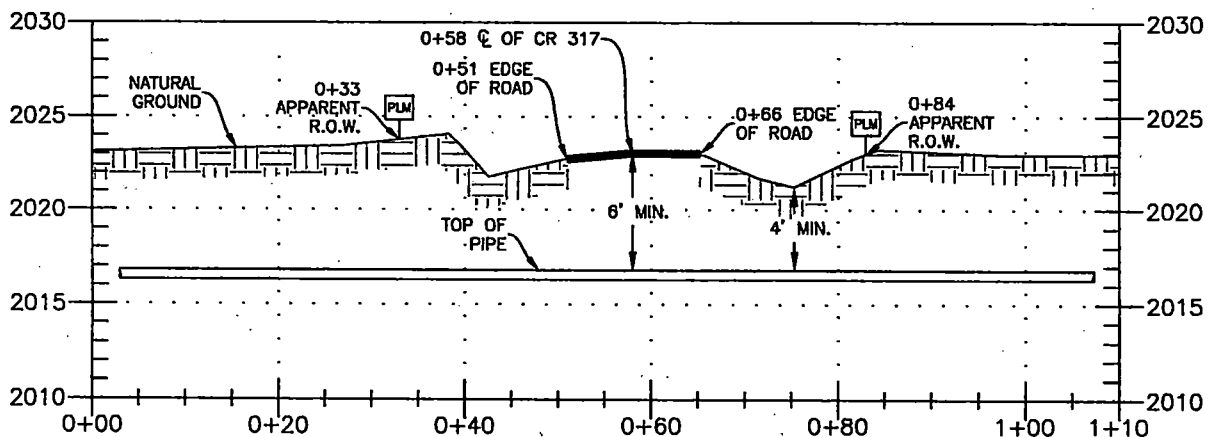 2030
2030
0+58 ℄ OF CR 317
0+51 EDGE
OF ROAD
NATURAL
GROUND
0+33
APPARENT
R.O.W.
PLM
0+66 EDGE
OF ROAD
PLM
0+84
APPARENT
R.O.W.
2025
2025
2020
2020
TOP OF
PIPE
6' MIN.
4' MIN.
2015
2015
2010
2010
0+00
0+20
0+40
0+60
0+80
1+00
1+10